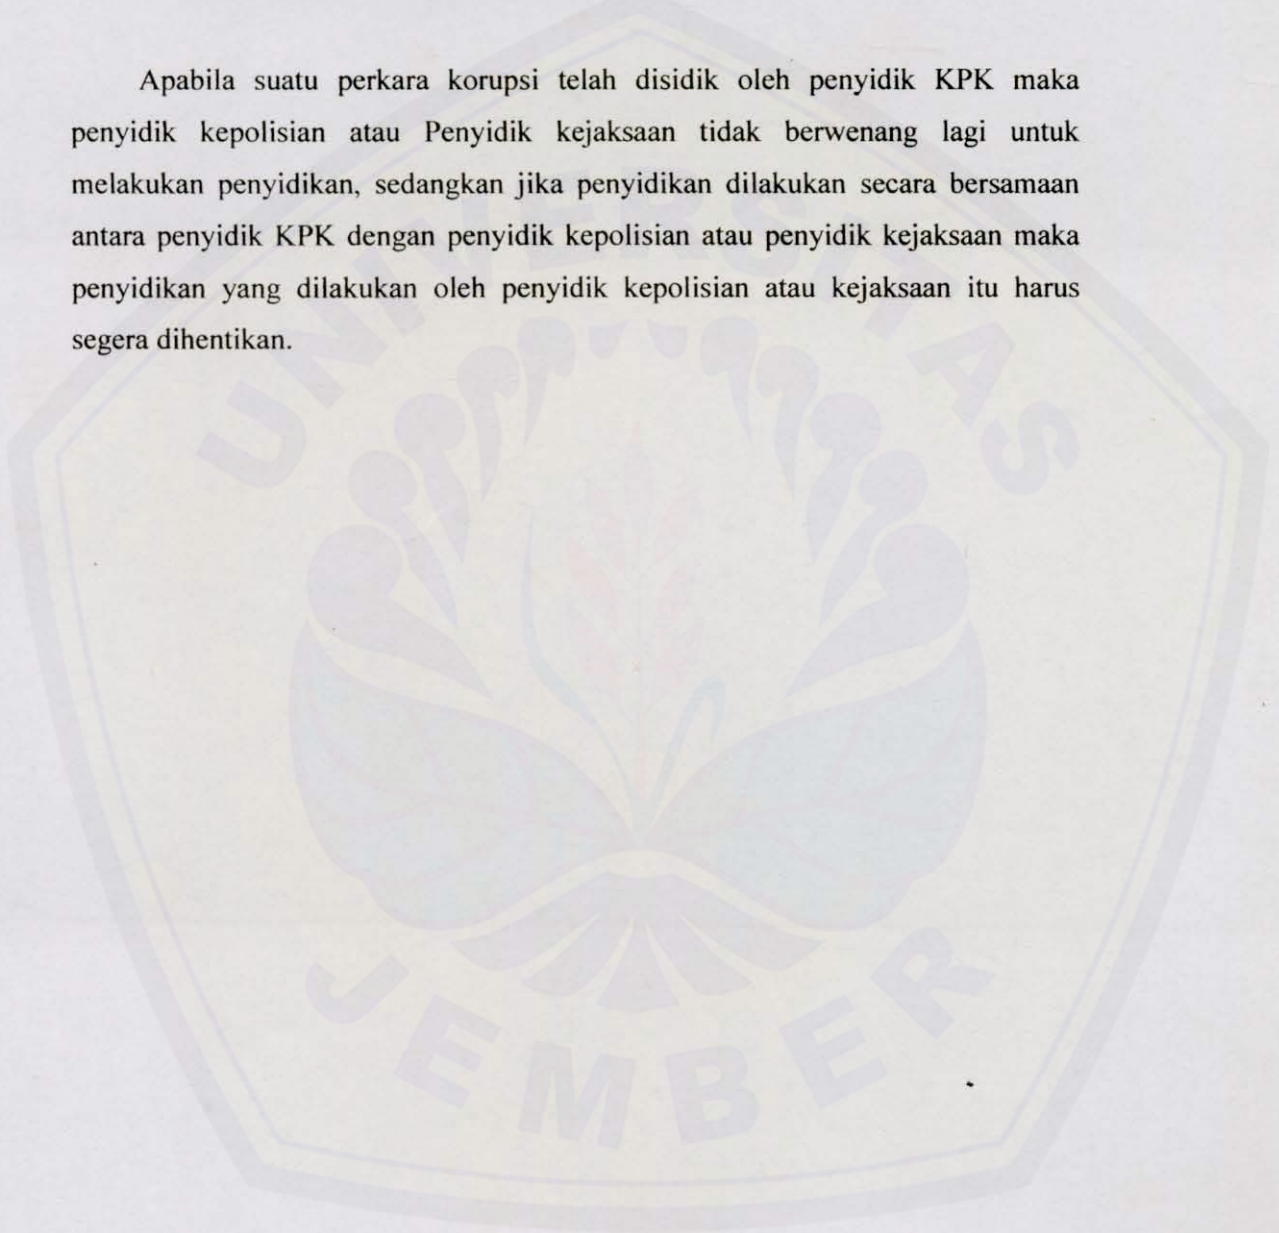 Apabila suatu perkara korupsi telah disidik oleh penyidik KPK maka
penyidik kepolisian atau Penyidik kejaksaan tidak berwenang lagi untuk
melakukan penyidikan, sedangkan jika penyidikan dilakukan secara bersamaan
antara penyidik KPK dengan penyidik kepolisian atau penyidik kejaksaan maka
penyidikan yang dilakukan oleh penyidik kepolisian atau kejaksaan itu harus
segera dihentikan.
UNIVERSITAS
JEMBER